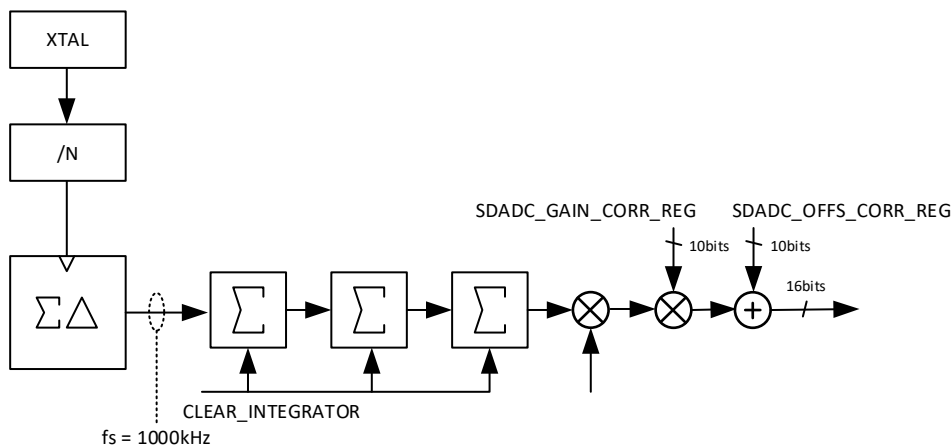 XTAL
/N
SDADC_GAIN_CORR_REG
SDADC_OFFS_CORR_REG
10bits
10bits
ΣΔ
Σ
Σ
Σ
+
16bits
CLEAR_INTEGRATOR
fs = 1000kHz